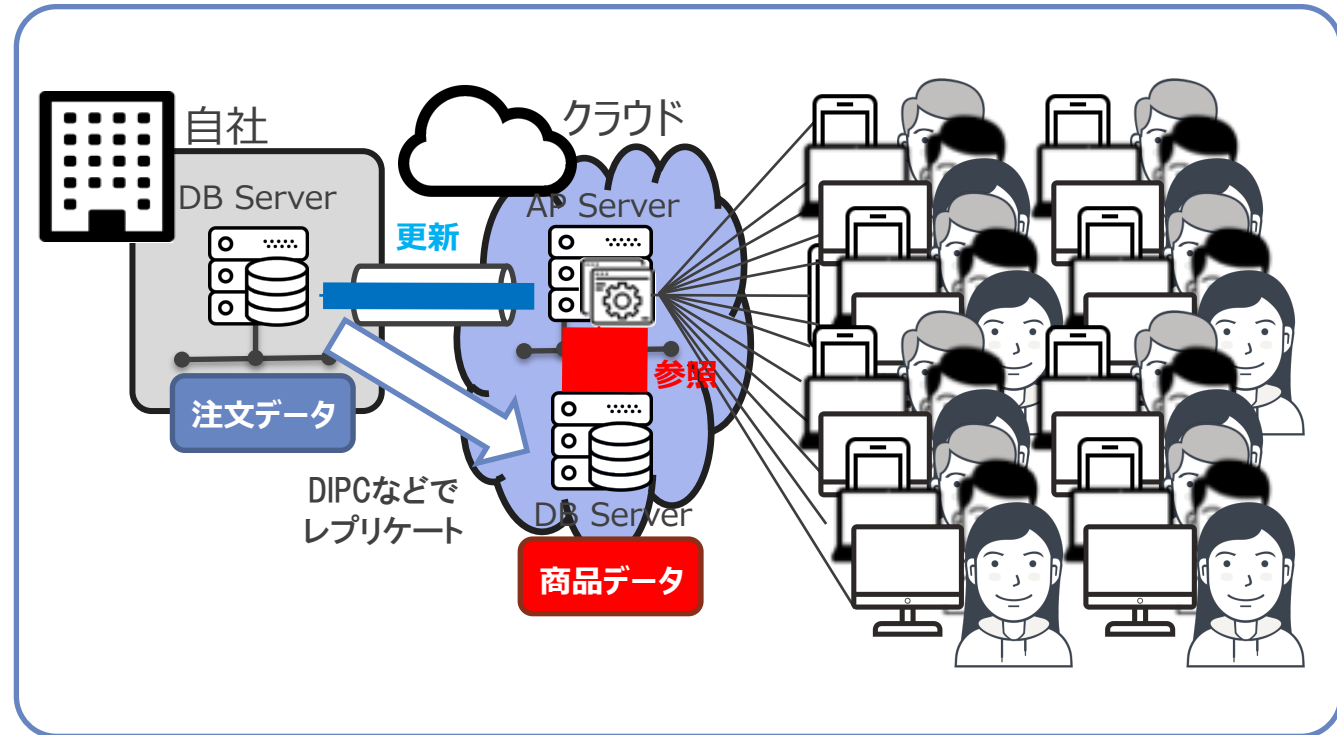 自社
クラウド
DB Server
AP Server
更新
参照
注文データ
DIPCなどで
レプリケート
DB Server
商品データ